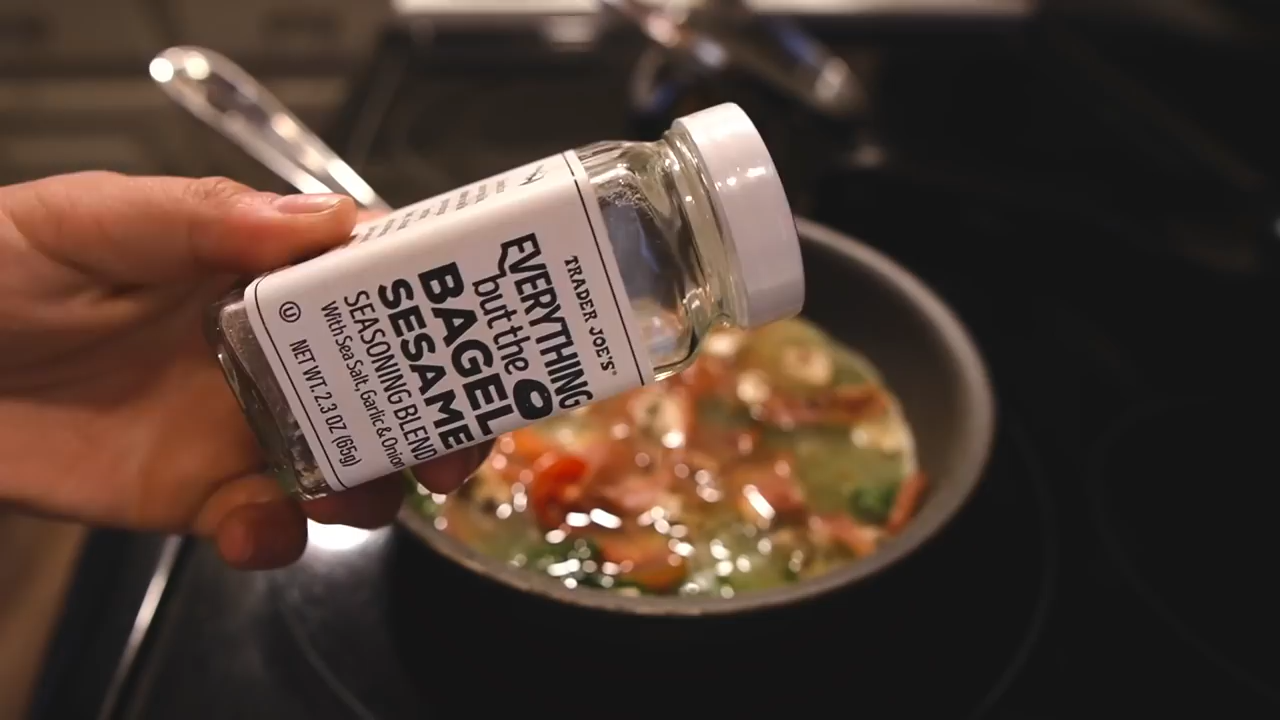 TRADER JOE'S®
EVERYTHING
but the
BAGEL
SESAME
SEASONING BLEND
With Sea Salt, Garlic & Onion
NET WT. 2.3 OZ (65g)
U